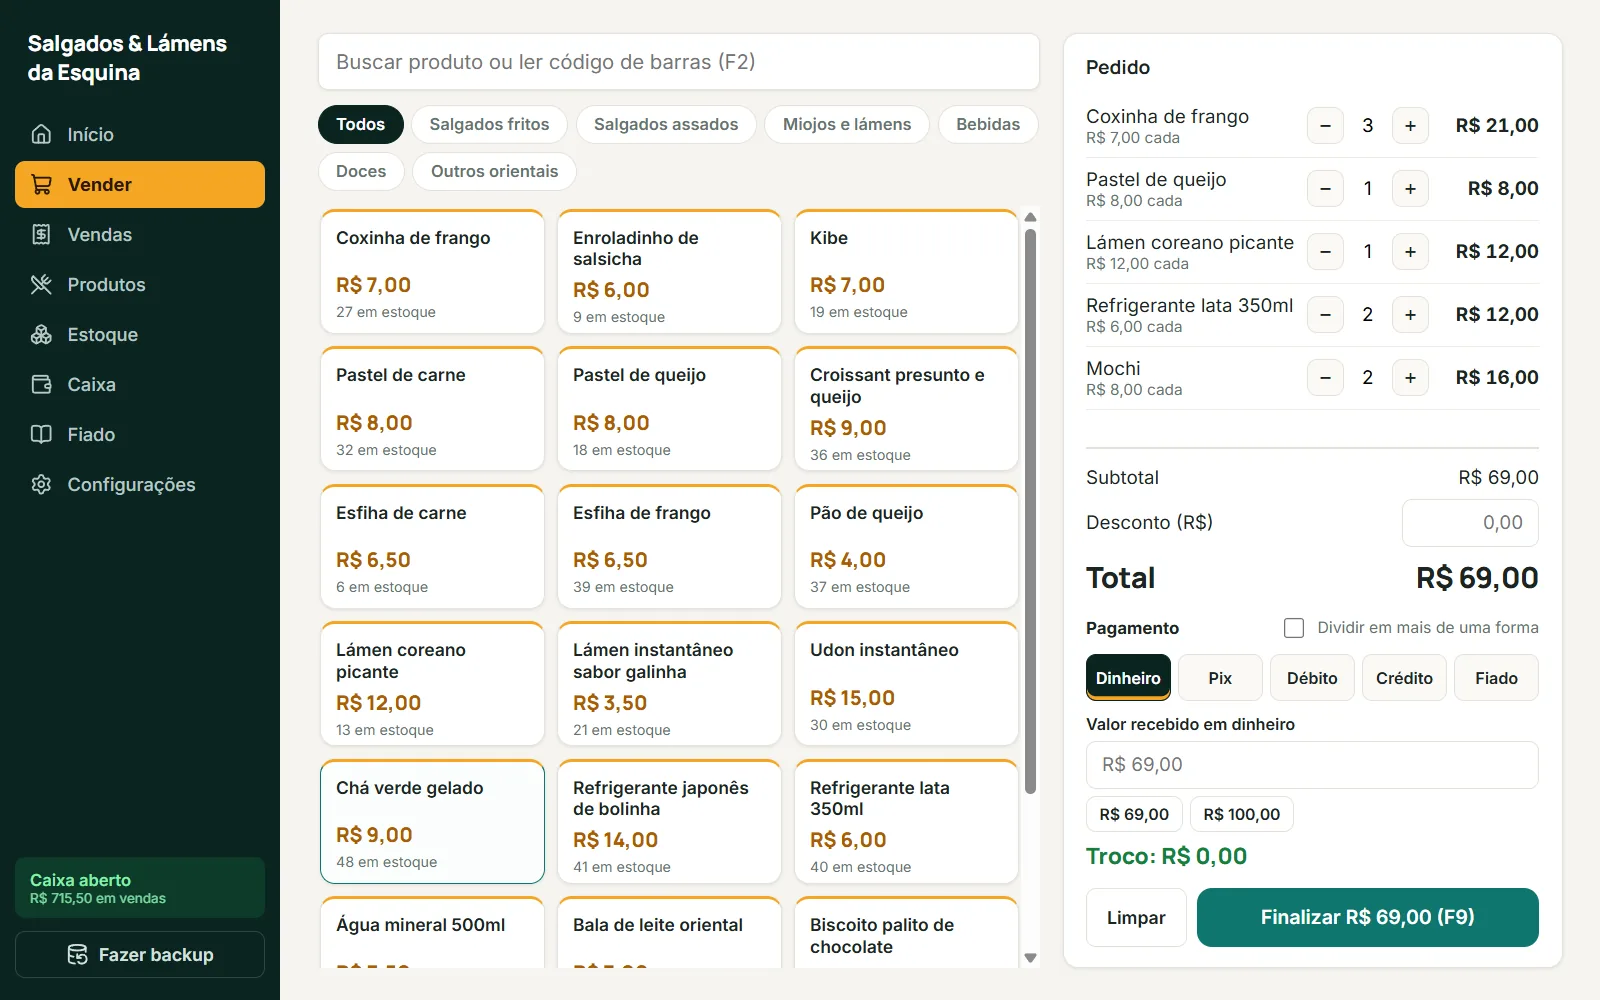 Salgados & Lámens
da Esquina
Início
Vender
Vendas
Produtos
Estoque
Caixa
Fiado
Configurações
Caixa aberto
R$ 715,50 em vendas
Fazer backup
Buscar produto ou ler código de barras (F2)
Todos
Salgados fritos
Salgados assados
Miojos e lámens
Bebidas
Doces
Outros orientais
Coxinha de frango
R$ 7,00
27 em estoque
Enroladinho de
salsicha
R$ 6,00
9 em estoque
Kibe
R$ 7,00
19 em estoque
Pastel de carne
R$ 8,00
32 em estoque
Pastel de queijo
R$ 8,00
18 em estoque
Croissant presunto e
queijo
R$ 9,00
36 em estoque
Esfiha de carne
R$ 6,50
6 em estoque
Esfiha de frango
R$ 6,50
39 em estoque
Pão de queijo
R$ 4,00
37 em estoque
Lámen coreano
picante
R$ 12,00
13 em estoque
Lámen instantâneo
sabor galinha
R$ 3,50
21 em estoque
Udon instantâneo
R$ 15,00
30 em estoque
Chá verde gelado
R$ 9,00
48 em estoque
Refrigerante japonês
de bolinha
R$ 14,00
41 em estoque
Refrigerante lata
350ml
R$ 6,00
40 em estoque
Água mineral 500ml
Bala de leite oriental
Biscoito palito de
chocolate
Pedido
Coxinha de frango
R$ 7,00 cada
− 3 + R$ 21,00
Pastel de queijo
R$ 8,00 cada
− 1 + R$ 8,00
Lámen coreano picante
R$ 12,00 cada
− 1 + R$ 12,00
Refrigerante lata 350ml
R$ 6,00 cada
− 2 + R$ 12,00
Mochi
R$ 8,00 cada
− 2 + R$ 16,00
Subtotal R$ 69,00
Desconto (R$) 0,00
Total R$ 69,00
Pagamento
Dividir em mais de uma forma
Dinheiro
Pix
Débito
Crédito
Fiado
Valor recebido em dinheiro
R$ 69,00
R$ 69,00
R$ 100,00
Troco: R$ 0,00
Limpar
Finalizar R$ 69,00 (F9)